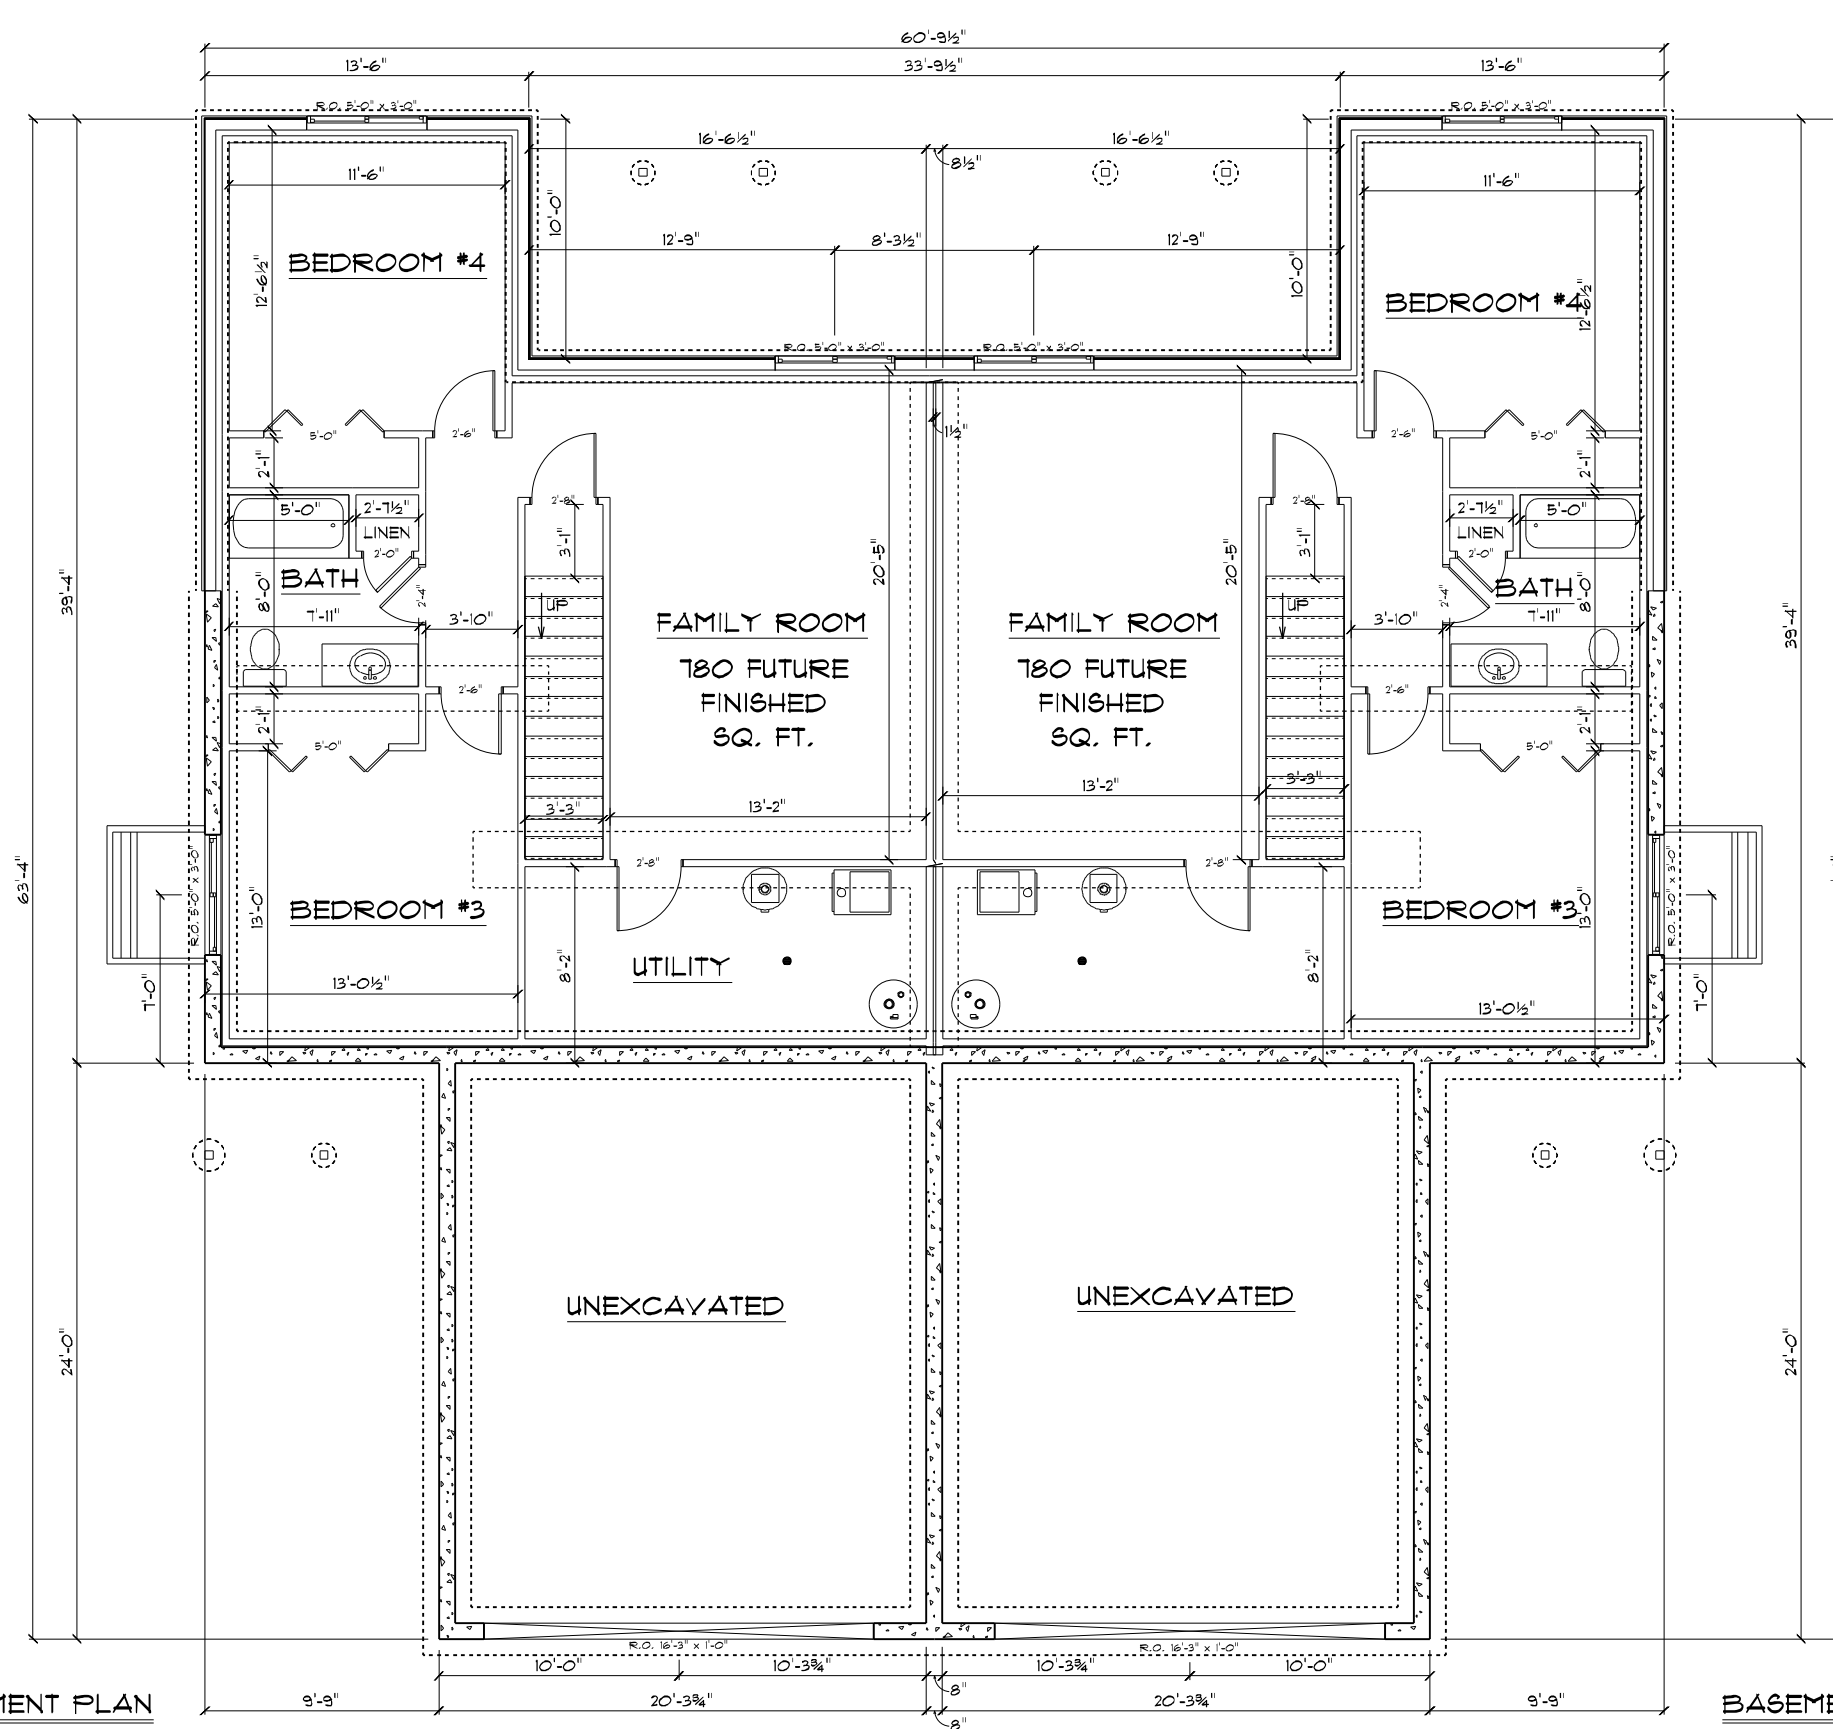 60'-9½"
13'-6" 33'-9½" 13'-6"
R.O. 5'-0" x 3'-0" R.O. 5'-0" x 3'-0"
16'-6½" 16'-6½"
8½"
11'-6" 11'-6"
10'-0" 10'-0"
12'-9" 8'-3½" 12'-9"
BEDROOM #4
12'-6½"
BEDROOM #4
12'-6½"
R.O. 5'-0" x 3'-0" R.O. 5'-0" x 3'-0"
1½"
5'-0" 2'-6" 2'-6" 5'-0"
2'-1" 2'-1"
2'-8" 2'-8"
5'-0" 2'-7½" 2'-7½" 5'-0"
LINEN LINEN
3'-1" 20'-5" 20'-5" 3'-1"
2'-0" 2'-0"
BATH BATH
39'-4" 8'-0" 2'-4" UP UP 2'-4" 8'-0" 39'-4"
7'-11" 3'-10" 3'-10" 7'-11"
FAMILY ROOM FAMILY ROOM
780 FUTURE 780 FUTURE
FINISHED FINISHED
SQ. FT. SQ. FT.
2'-6" 2'-6"
2'-1" 2'-1"
5'-0" 5'-0"
3'-3" 13'-2" 13'-2" 3'-3"
2'-8" 2'-8"
63'-4"
R.O. 5'-0" x 3'-0" R.O. 5'-0" x 3'-0"
BEDROOM #3 BEDROOM #3
13'-0" 13'-0"
UTILITY
8'-2" 8'-2"
7'-0" 13'-0½" 13'-0½" 7'-0"
UNEXCAVATED UNEXCAVATED
24'-0" 24'-0"
R.O. 16'-3" x 1'-0" R.O. 16'-3" x 1'-0"
10'-0" 10'-3¾" 10'-3¾" 10'-0"
8"
9'-9" 20'-3¾" 20'-3¾" 9'-9"
8"
MENT PLAN BASEME